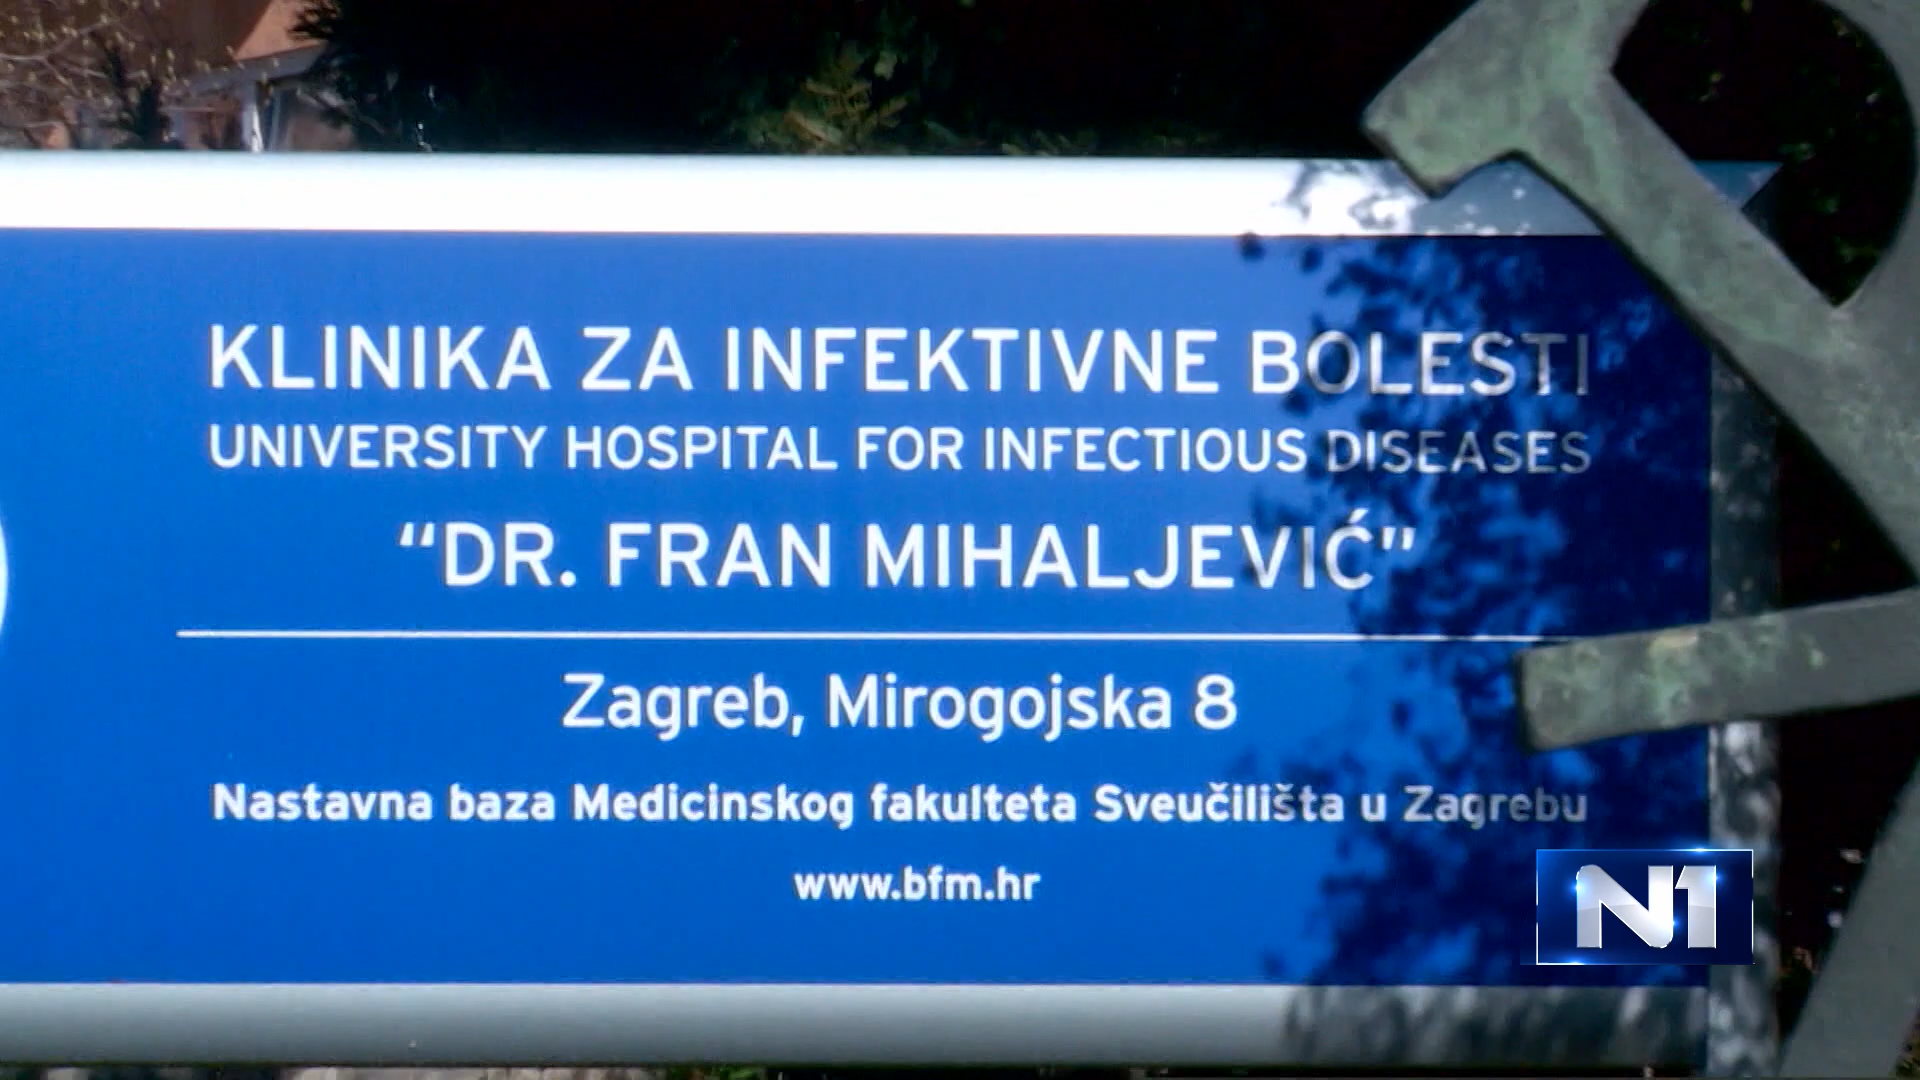 KLINIKA ZA INFEKTIVNE BOLESTI
UNIVERSITY HOSPITAL FOR INFECTIOUS DISEASES
“DR. FRAN MIHALJEVIĆ”
Zagreb, Mirogojska 8
Nastavna baza Medicinskog fakulteta Sveučilišta u Zagrebu
www.bfm.hr
N1